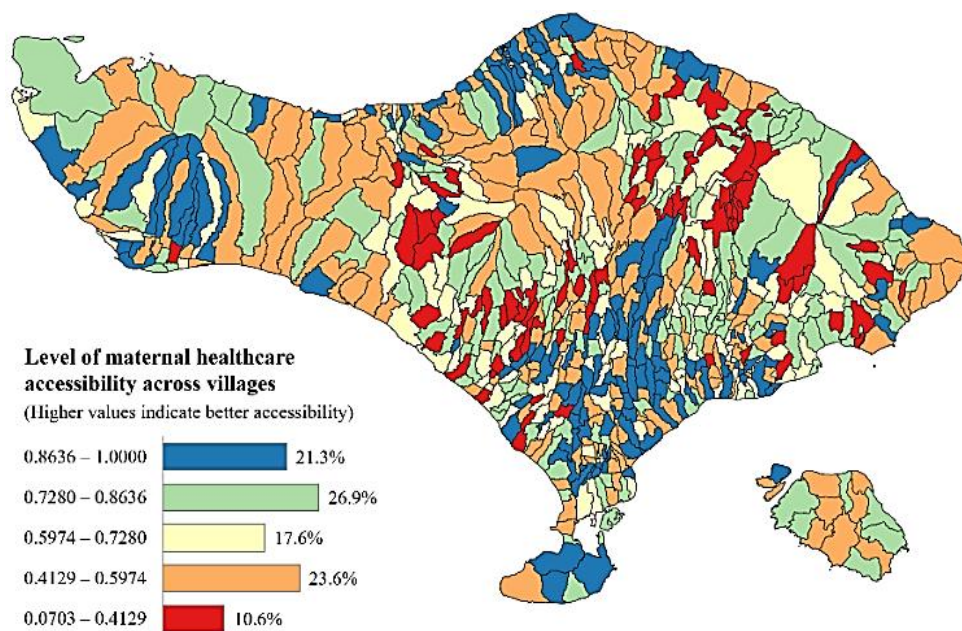 Level of maternal healthcare
accessibility across villages
(Higher values indicate better accessibility)
0.8636 – 1.0000 21.3%
0.7280 – 0.8636 26.9%
0.5974 – 0.7280 17.6%
0.4129 – 0.5974 23.6%
0.0703 – 0.4129 10.6%